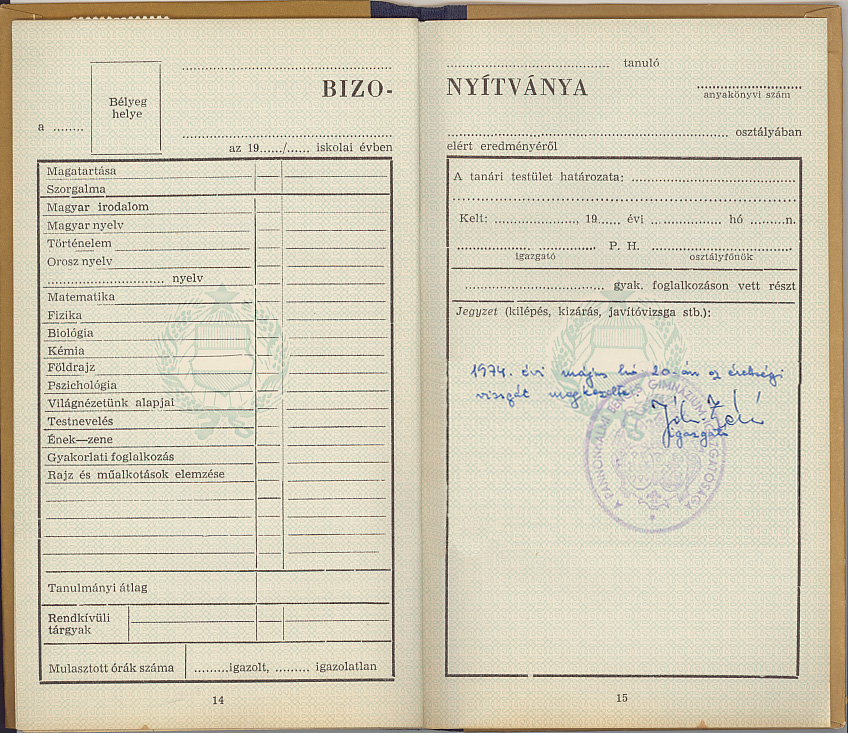 Bélyeg
helye
a ........
BIZO-
az 19....../...... iskolai évben
Magatartása
Szorgalma
Magyar irodalom
Magyar nyelv
Történelem
Orosz nyelv
............................ nyelv
Matematika
Fizika
Biológia
Kémia
Földrajz
Pszichológia
Világnézetünk alapjai
Testnevelés
Ének—zene
Gyakorlati foglalkozás
Rajz és műalkotások elemzése
Tanulmányi átlag
Rendkívüli
tárgyak
Mulasztott órák száma .........igazolt, ......... igazolatlan
14
........................................ tanuló
NYÍTVÁNYA
anyakönyvi szám
........................................ osztályában
elért eredményéről
A tanári testület határozata: ........................................
Kelt: ...................., 19...... évi .................. hó .........n.
P. H.
igazgató osztályfőnök
.................................. gyak. foglalkozáson vett részt
Jegyzet (kilépés, kizárás, javítóvizsga stb.):
1974. évi május hó 20-án az érettségi
vizsgát megkezdte.
igazgató
A PANNONHALMI BENCÉS GIMNÁZIUM IGAZGATÓSÁGA
15